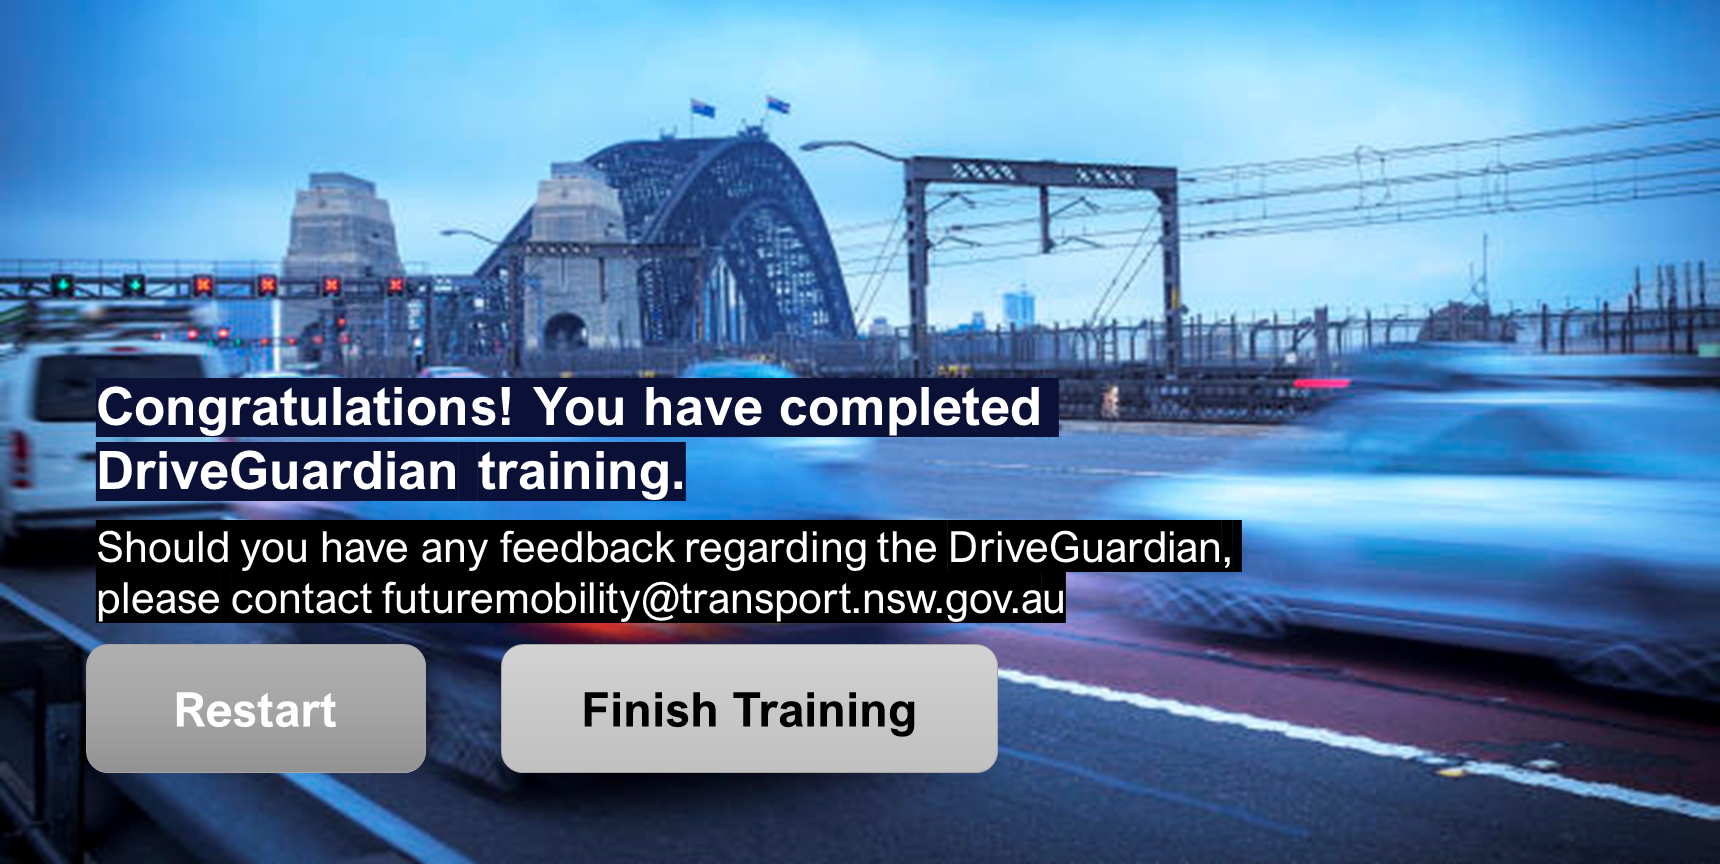 Congratulations! You have completed
DriveGuardian training.
Should you have any feedback regarding the DriveGuardian,
please contact futuremobility@transport.nsw.gov.au
Restart
Finish Training